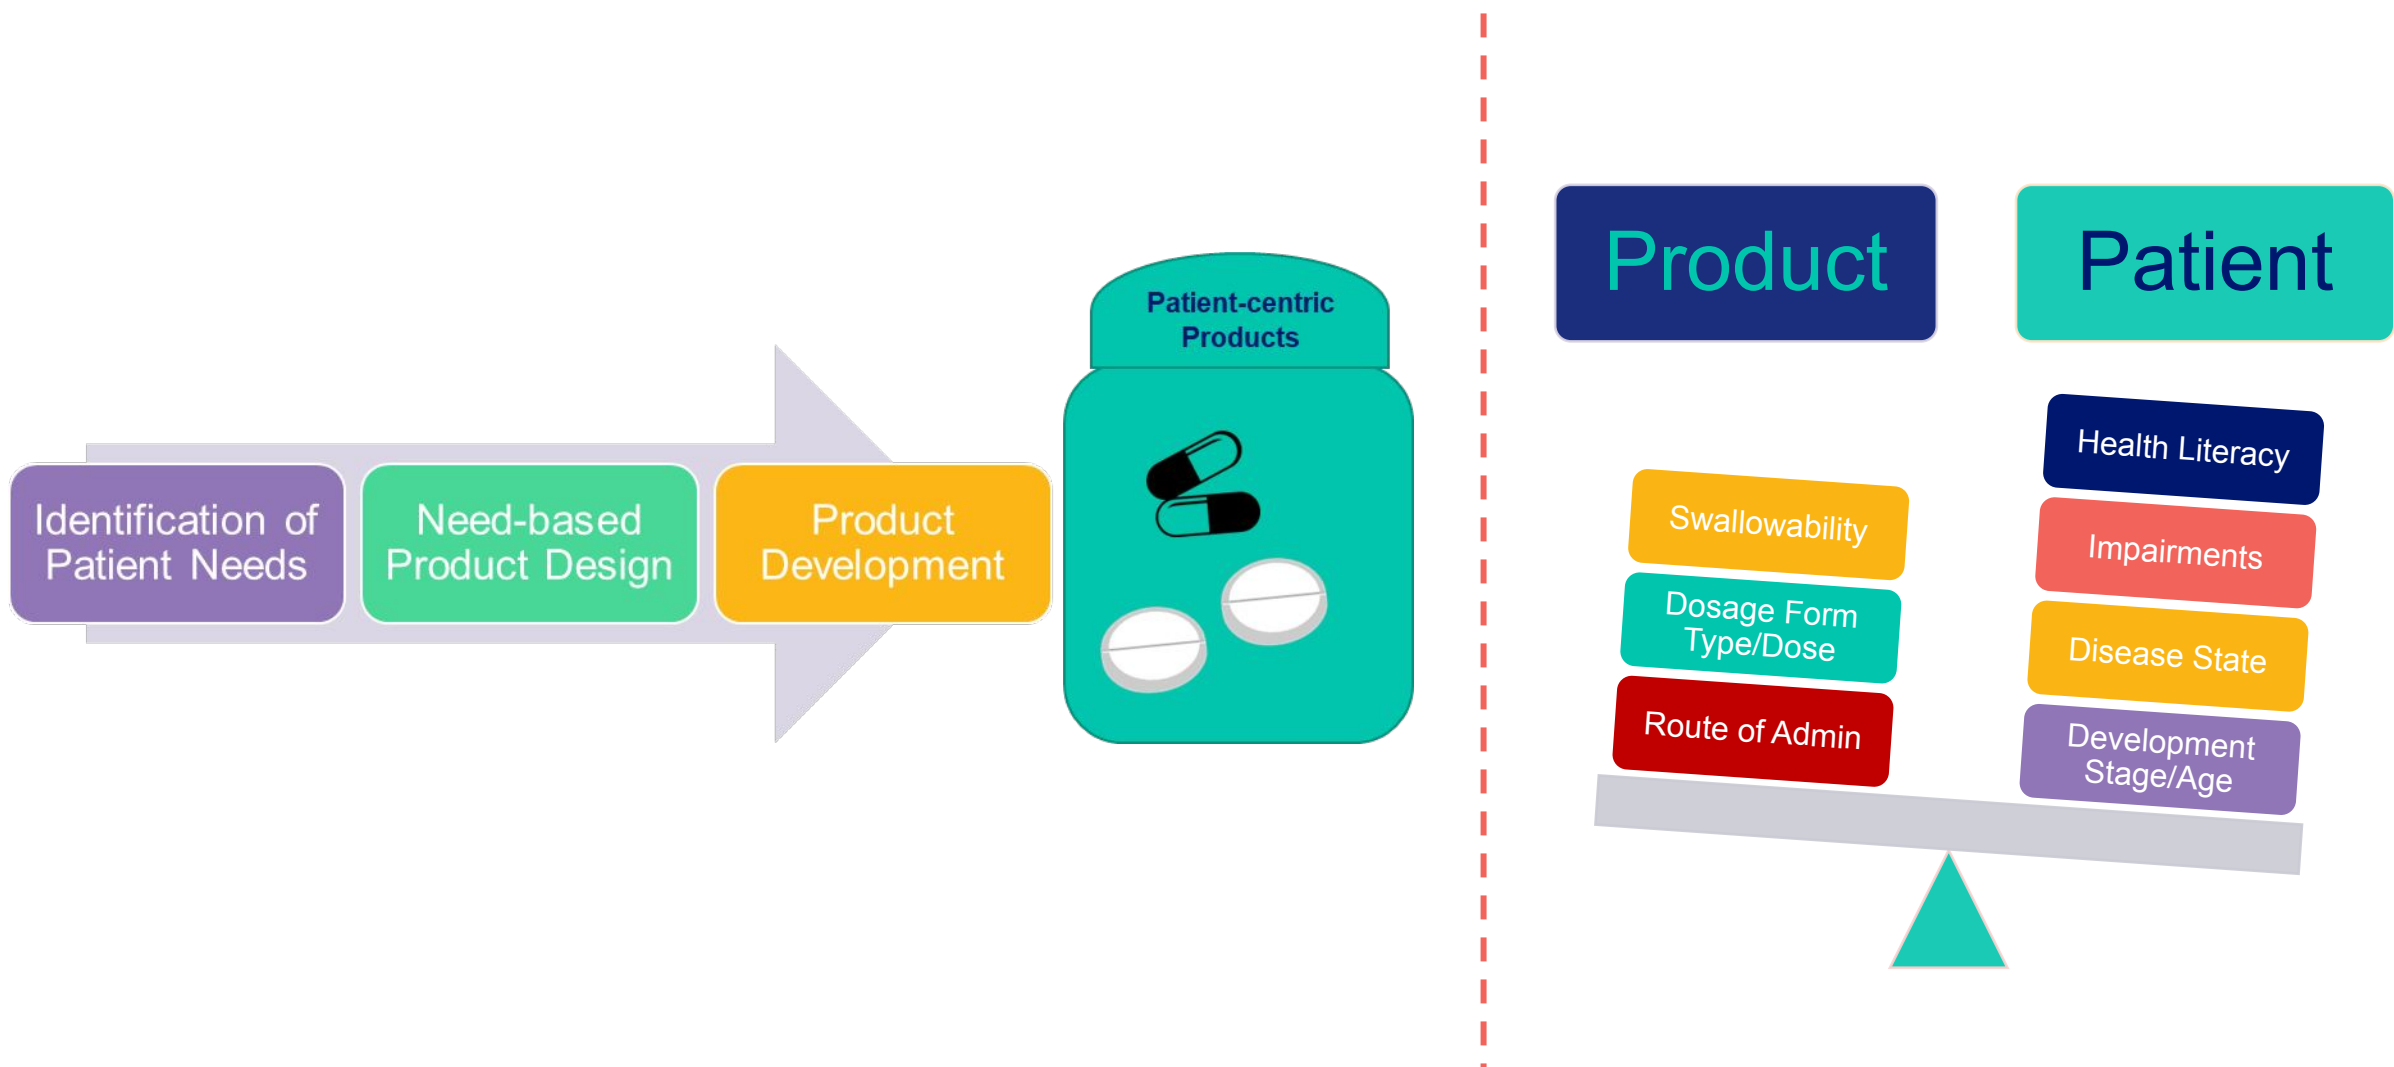 Identification of
Patient Needs
Need-based
Product Design
Product
Development
Patient-centric
Products
Product
Swallowability
Dosage Form
Type/Dose
Route of Admin
Patient
Health Literacy
Impairments
Disease State
Development
Stage/Age